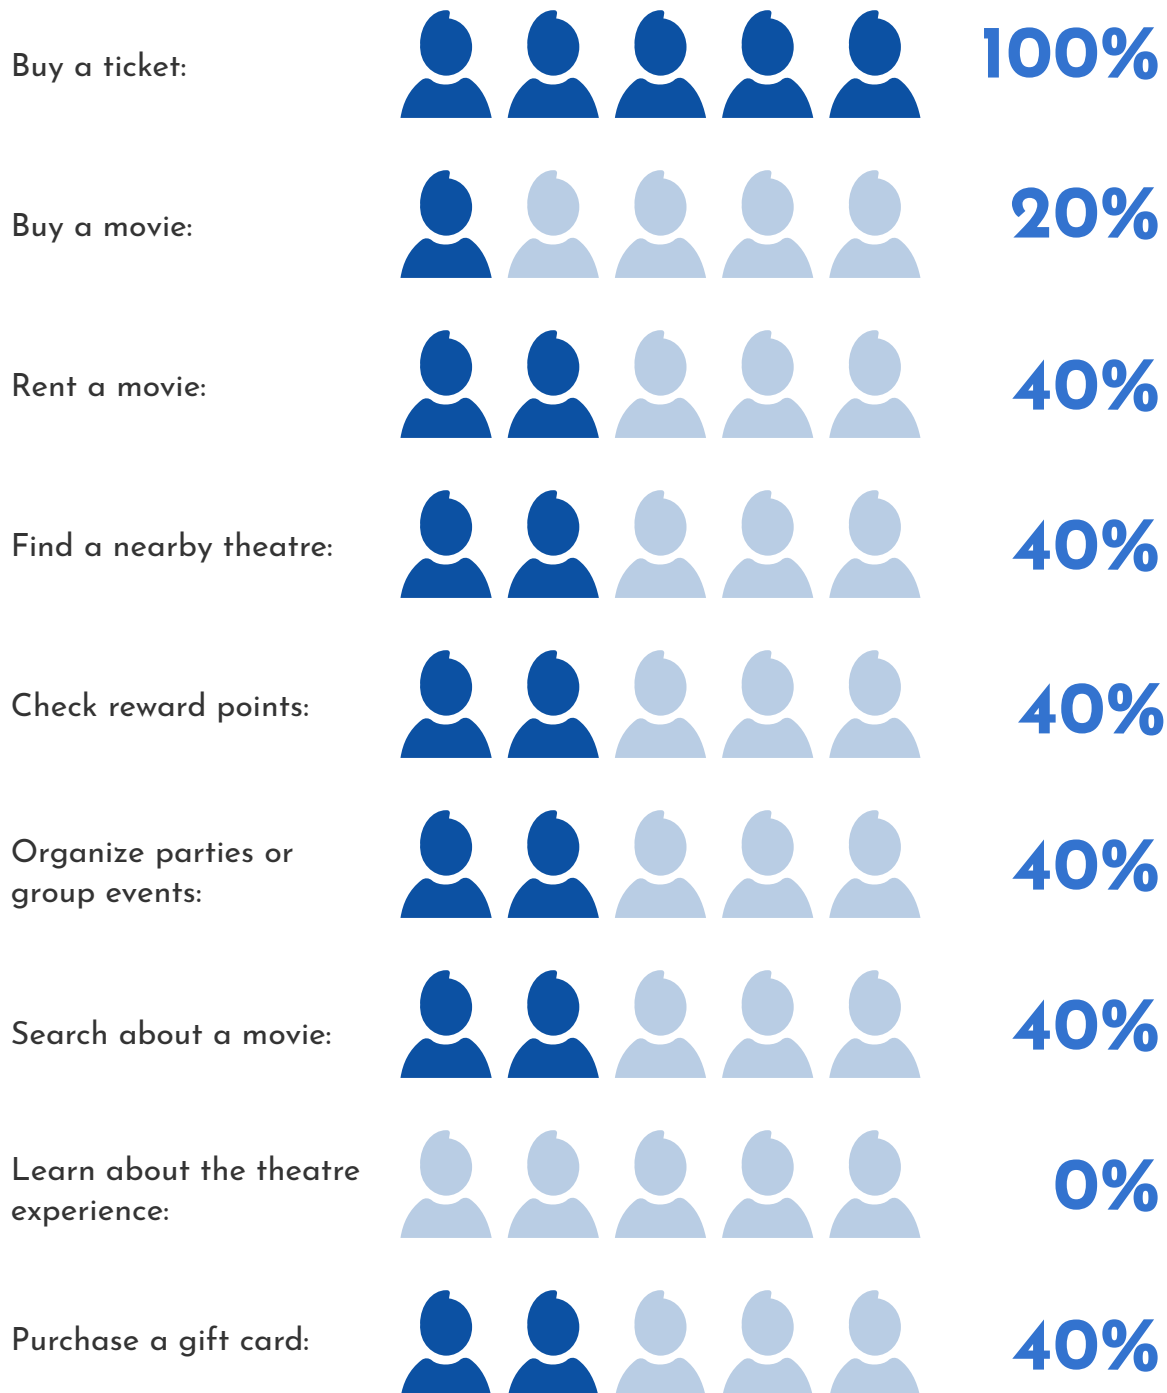 Buy a ticket: 100%
Buy a movie: 20%
Rent a movie: 40%
Find a nearby theatre: 40%
Check reward points: 40%
Organize parties or
group events: 40%
Search about a movie: 40%
Learn about the theatre
experience: 0%
Purchase a gift card: 40%